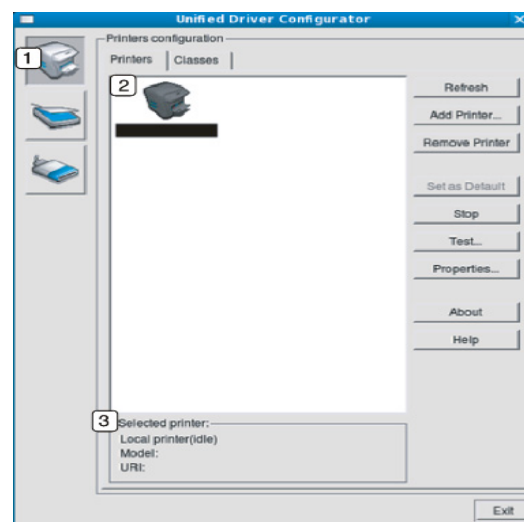 Unified Driver Configurator
Printers configuration
1
Printers
Classes
2
Refresh
Add Printer...
Remove Printer
Set as Default
Stop
Test...
Properties...
About
Help
3
Selected printer:
Local printer(idle)
Model:
URI:
Exit